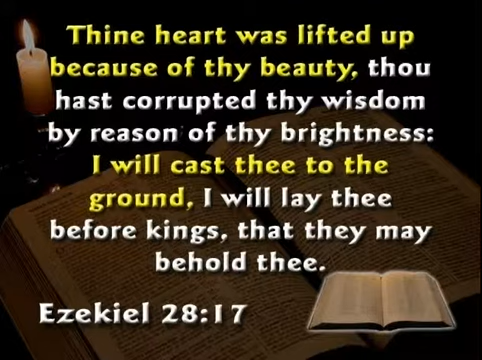 Thine heart was lifted up
because of thy beauty, thou
hast corrupted thy wisdom
by reason of thy brightness:
I will cast thee to the
ground, I will lay thee
before kings, that they may
behold thee.
Ezekiel 28:17